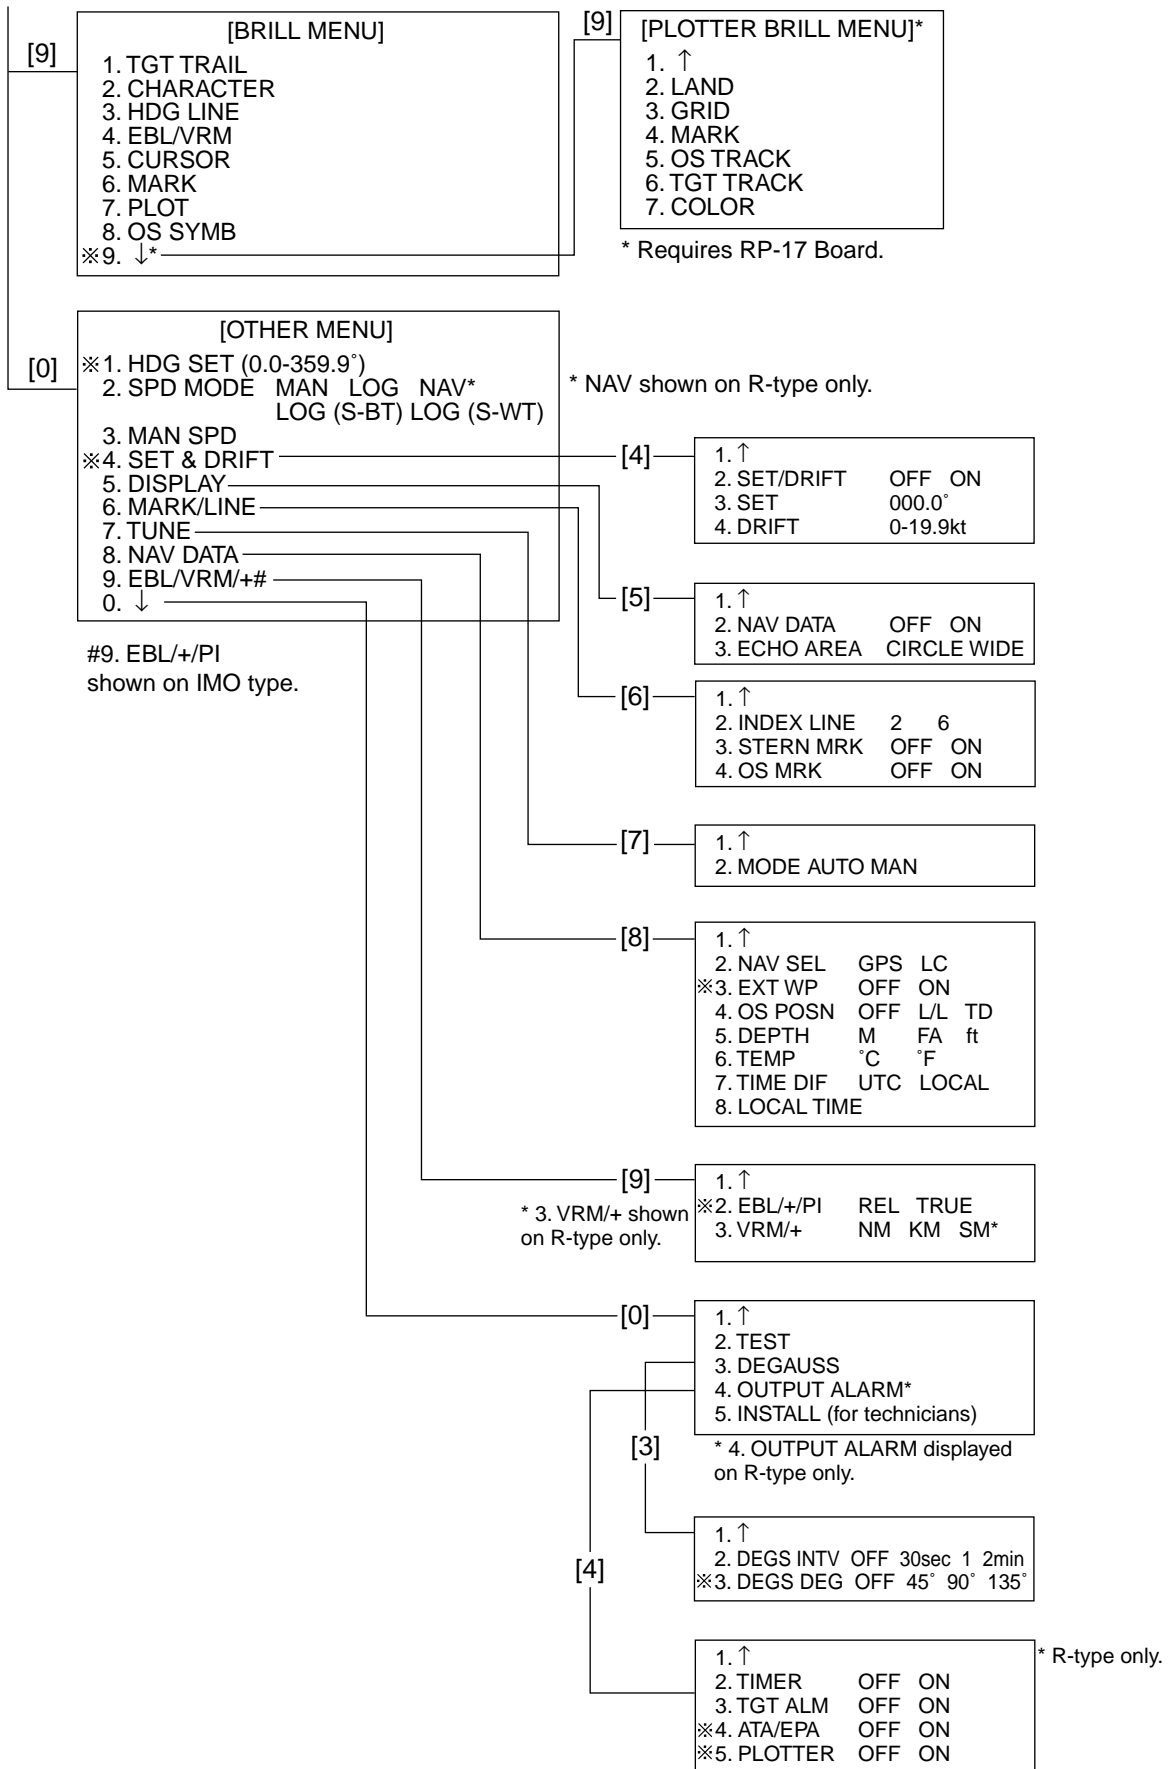 [9]
[BRILL MENU]
1. TGT TRAIL
2. CHARACTER
3. HDG LINE
4. EBL/VRM
5. CURSOR
6. MARK
7. PLOT
8. OS SYMB
※9. ↓*
[9]
[PLOTTER BRILL MENU]*
1. ↑
2. LAND
3. GRID
4. MARK
5. OS TRACK
6. TGT TRACK
7. COLOR
* Requires RP-17 Board.
[0]
[OTHER MENU]
※1. HDG SET (0.0-359.9°)
2. SPD MODE MAN LOG NAV*
LOG (S-BT) LOG (S-WT)
3. MAN SPD
※4. SET & DRIFT
5. DISPLAY
6. MARK/LINE
7. TUNE
8. NAV DATA
9. EBL/VRM/+#
0. ↓
* NAV shown on R-type only.
#9. EBL/+/PI
shown on IMO type.
[4]
1. ↑
2. SET/DRIFT OFF ON
3. SET 000.0°
4. DRIFT 0-19.9kt
[5]
1. ↑
2. NAV DATA OFF ON
3. ECHO AREA CIRCLE WIDE
[6]
1. ↑
2. INDEX LINE 2 6
3. STERN MRK OFF ON
4. OS MRK OFF ON
[7]
1. ↑
2. MODE AUTO MAN
[8]
1. ↑
2. NAV SEL GPS LC
※3. EXT WP OFF ON
4. OS POSN OFF L/L TD
5. DEPTH M FA ft
6. TEMP °C °F
7. TIME DIF UTC LOCAL
8. LOCAL TIME
[9]
1. ↑
※2. EBL/+/PI REL TRUE
3. VRM/+ NM KM SM*
* 3. VRM/+ shown
on R-type only.
[0]
1. ↑
2. TEST
3. DEGAUSS
4. OUTPUT ALARM*
5. INSTALL (for technicians)
* 4. OUTPUT ALARM displayed
on R-type only.
[3]
1. ↑
2. DEGS INTV OFF 30sec 1 2min
※3. DEGS DEG OFF 45° 90° 135°
[4]
1. ↑
2. TIMER OFF ON
3. TGT ALM OFF ON
※4. ATA/EPA OFF ON
※5. PLOTTER OFF ON
* R-type only.